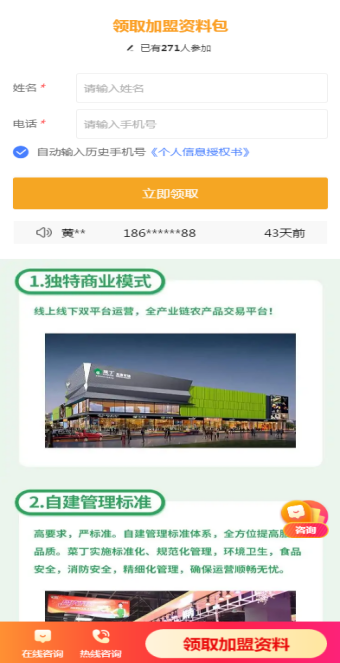 领取加盟资料包
已有271人参加
姓名 *
请输入姓名
电话 *
请输入手机号
自动输入历史手机号《个人信息授权书》
立即领取
黄** 186******88 43天前
1.独特商业模式
线上线下双平台运营，全产业链农产品交易平台！
2.自建管理标准
高要求，严标准。自建管理标准体系，全方位提高
品质。菜丁实施标准化、规范化管理，环境卫生，食品
安全，消防安全，精细化管理，确保运营顺畅无忧。
咨询
在线咨询
热线咨询
领取加盟资料